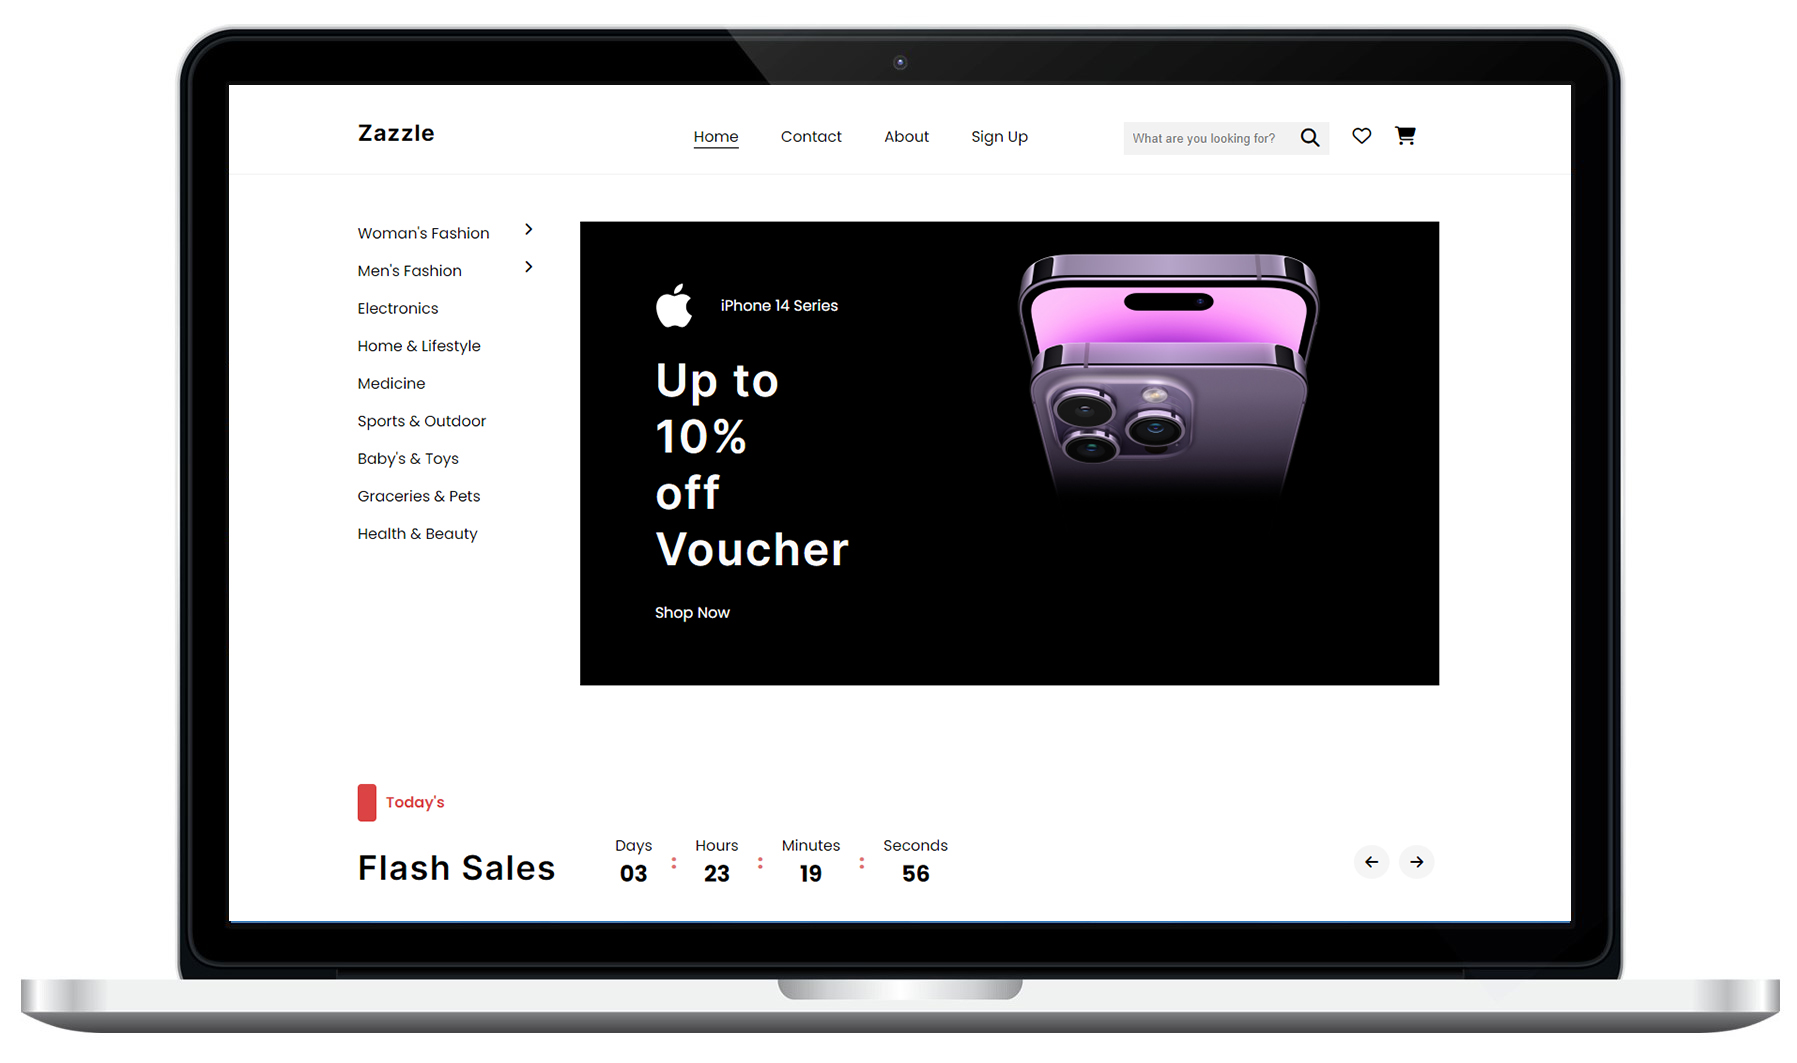 Zazzle
Home Contact About Sign Up
What are you looking for?
Woman's Fashion
Men's Fashion
Electronics
Home & Lifestyle
Medicine
Sports & Outdoor
Baby's & Toys
Graceries & Pets
Health & Beauty
iPhone 14 Series
Up to
10%
off
Voucher
Shop Now
Today's
Flash Sales
Days Hours Minutes Seconds
03 : 23 : 19 : 56